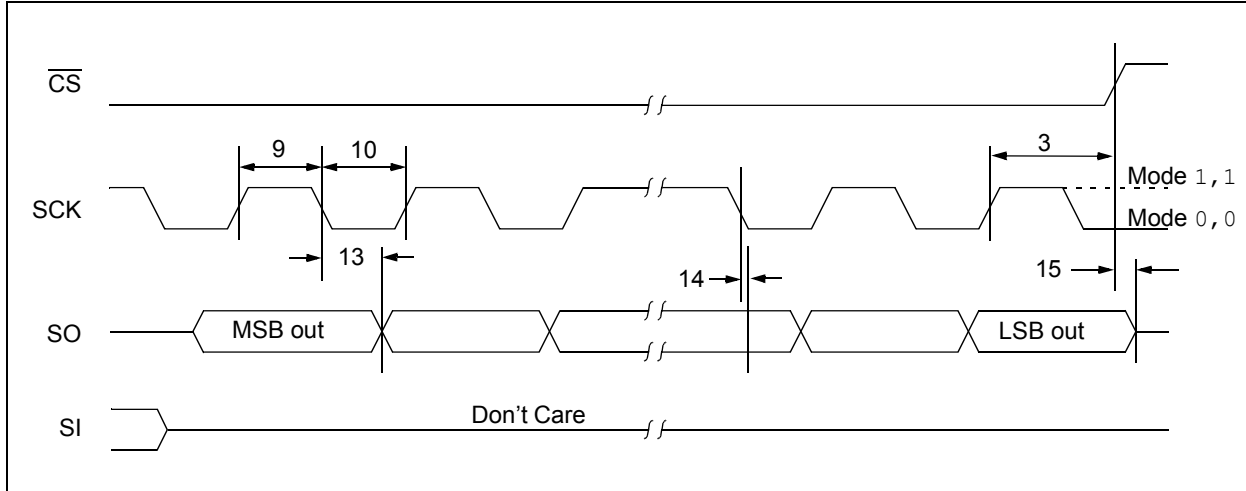 CS
9
10
3
SCK
Mode 1,1
Mode 0,0
13
14
15
SO
MSB out
LSB out
SI
Don't Care